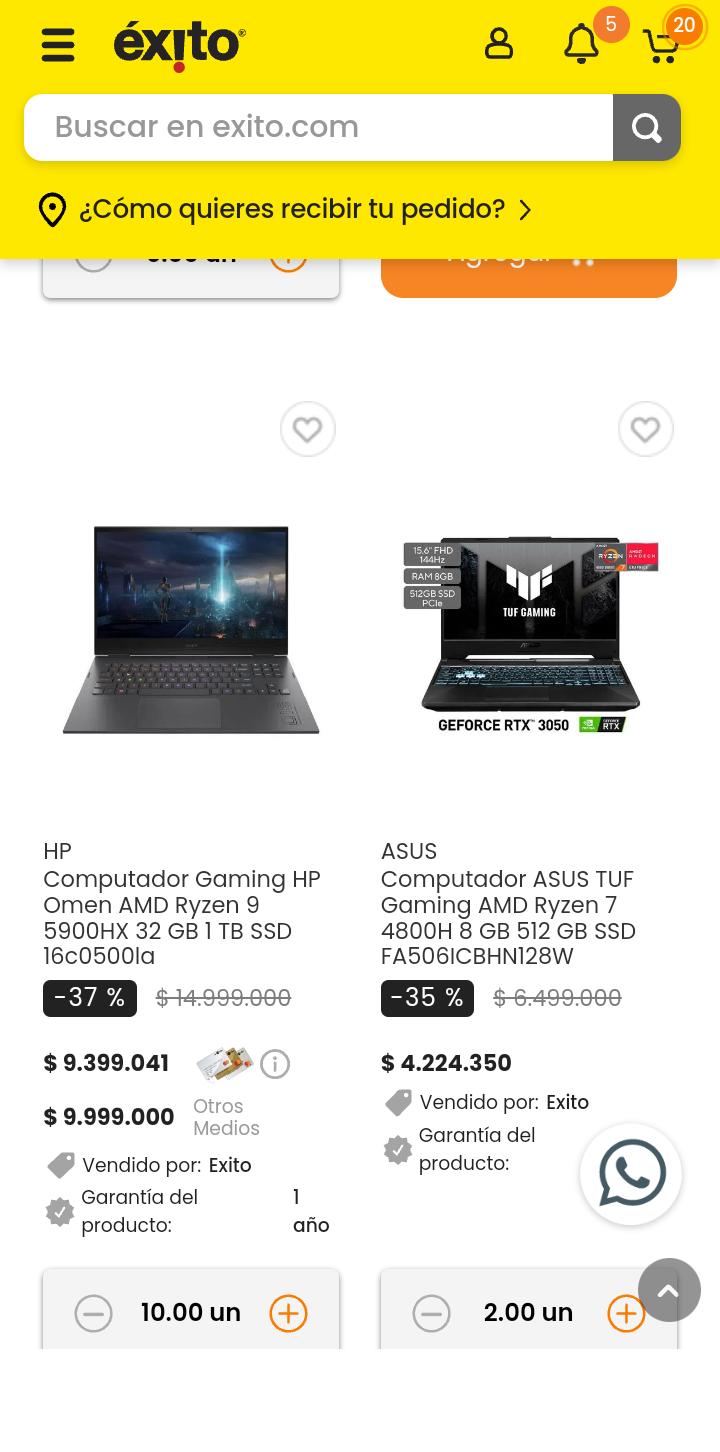 éxito®
5
20
Buscar en exito.com
¿Cómo quieres recibir tu pedido?
Agregar
15.6" FHD
144Hz
RAM 8GB
512GB SSD
PCIe
RYZEN
7
RADEON
TUF GAMING
GEFORCE RTX™ 3050
RTX
HP
Computador Gaming HP
Omen AMD Ryzen 9
5900HX 32 GB 1 TB SSD
16c0500la
-37 % $ 14.999.000
$ 9.399.041
$ 9.999.000 Otros
Medios
Vendido por: Exito
Garantía del
producto:
1
año
10.00 un
ASUS
Computador ASUS TUF
Gaming AMD Ryzen 7
4800H 8 GB 512 GB SSD
FA506ICBHN128W
-35 % $ 6.499.000
$ 4.224.350
Vendido por: Exito
Garantía del
producto:
2.00 un